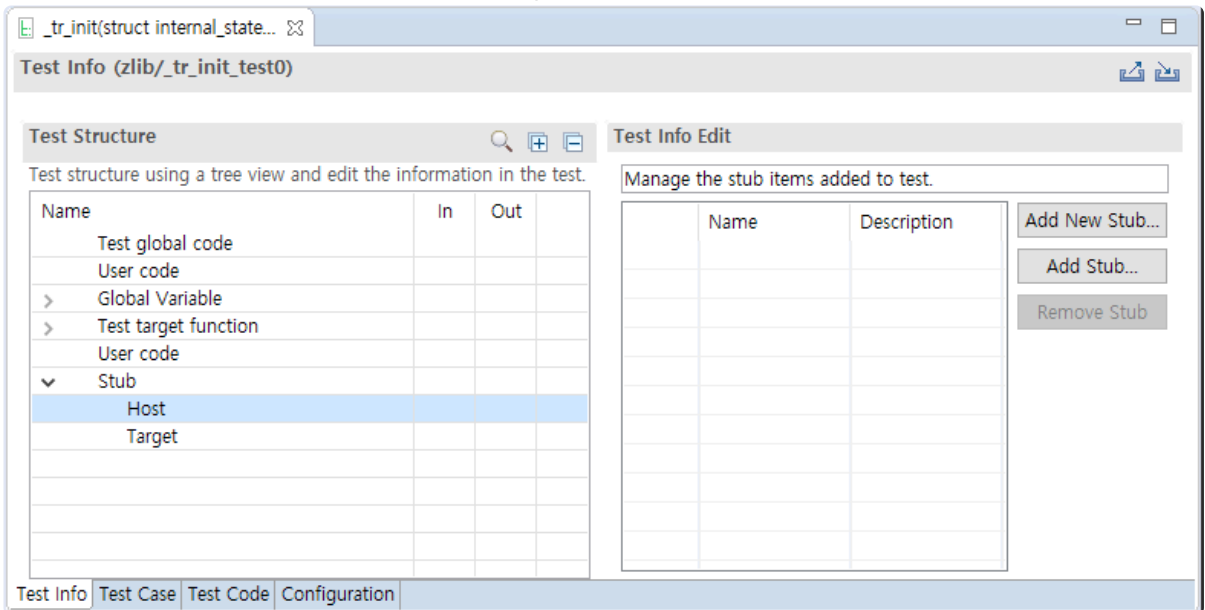 _tr_init(struct internal_state...
Test Info (zlib/_tr_init_test0)
Test Structure
Test structure using a tree view and edit the information in the test.
Name In Out
Test global code
User code
Global Variable
Test target function
User code
Stub
Host
Target
Test Info Edit
Manage the stub items added to test.
Name Description
Add New Stub...
Add Stub...
Remove Stub
Test Info Test Case Test Code Configuration